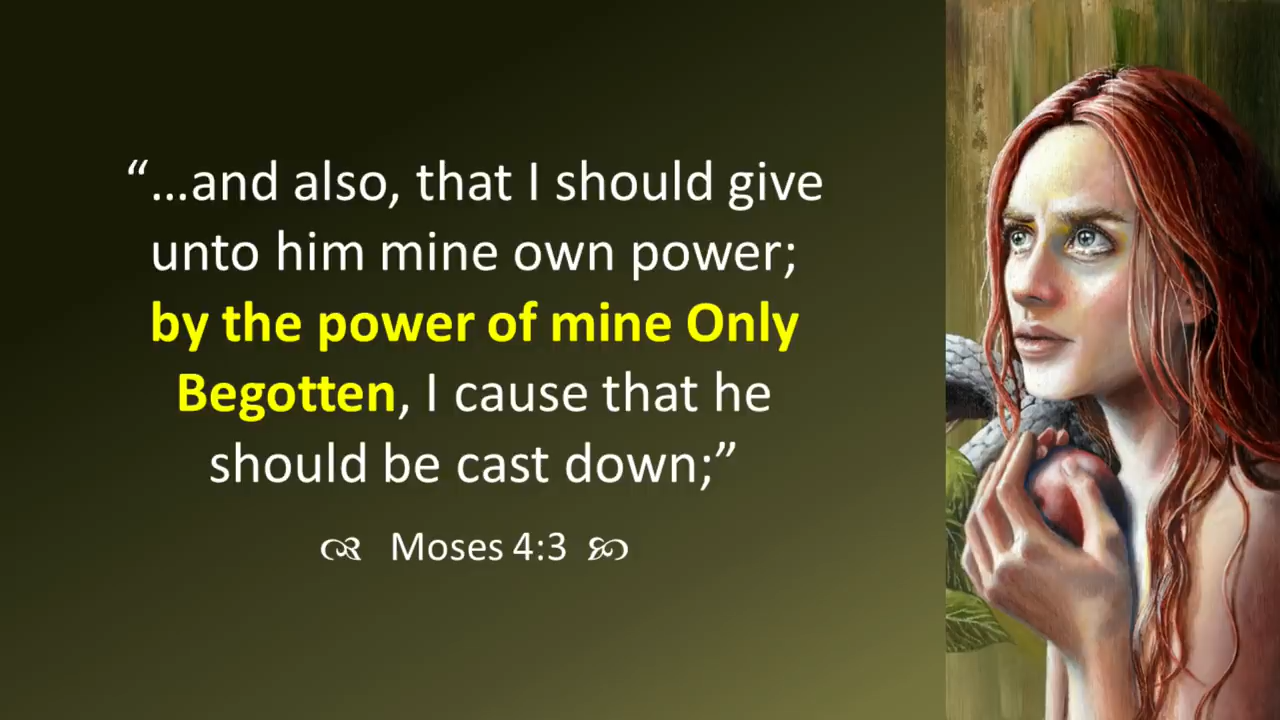 “…and also, that I should give
unto him mine own power;
by the power of mine Only
Begotten, I cause that he
should be cast down;”
Moses 4:3